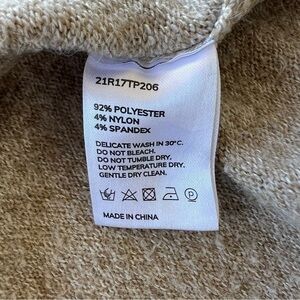 21R17TP206
92% POLYESTER
4% NYLON
4% SPANDEX
DELICATE WASH IN 30°C.
DO NOT BLEACH.
DO NOT TUMBLE DRY.
LOW TEMPERATURE DRY.
GENTLE DRY CLEAN.
P
MADE IN CHINA